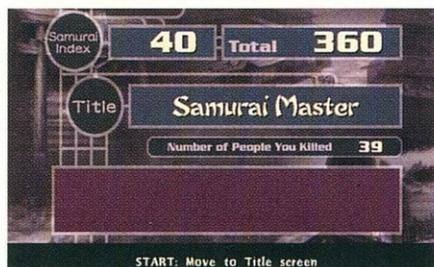 Samurai Index 40 Total 360
Title Samurai Master
Number of People You Killed 39
START: Move to Title screen